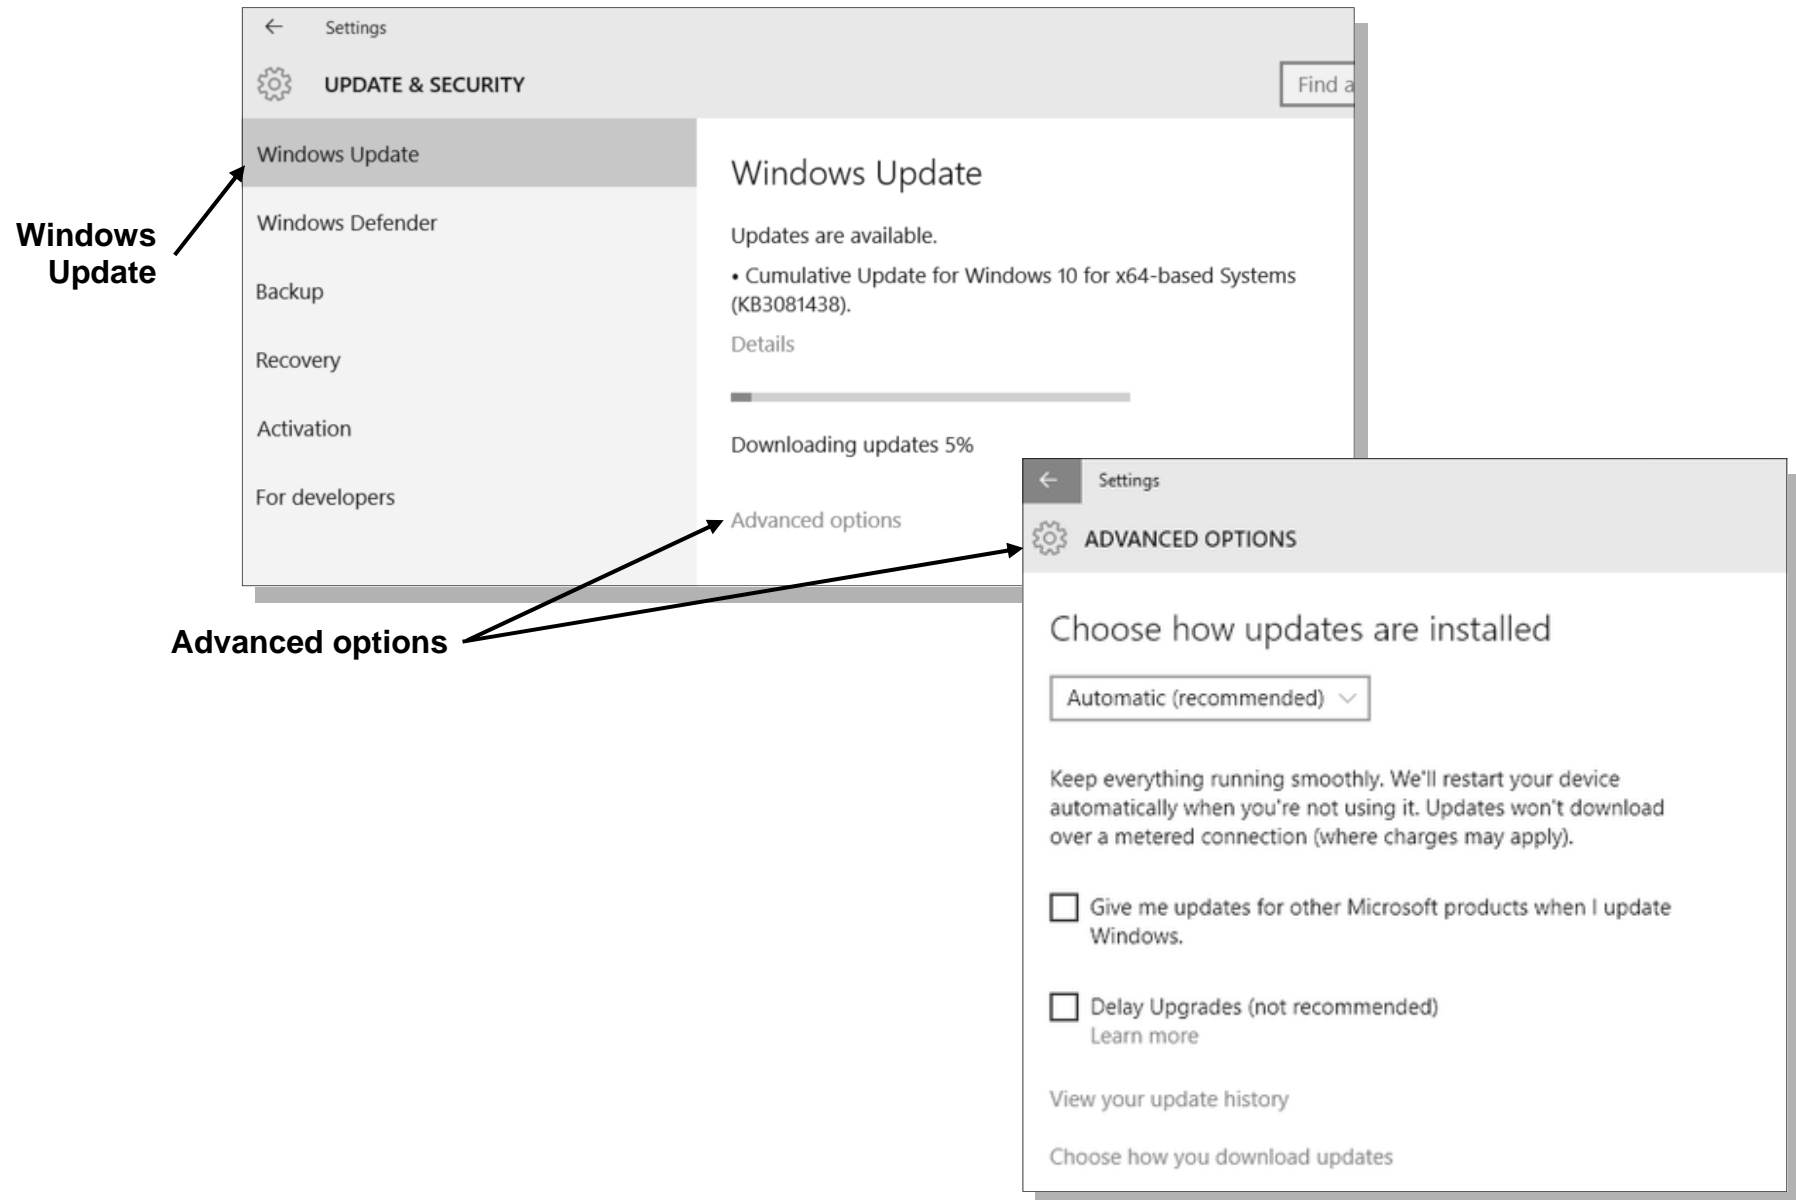 Settings
UPDATE & SECURITY
Find a
Windows Update
Windows Defender
Backup
Recovery
Activation
For developers
Windows Update
Updates are available.
• Cumulative Update for Windows 10 for x64-based Systems
(KB3081438).
Details
Downloading updates 5%
Advanced options
Windows
Update
Advanced options
Settings
ADVANCED OPTIONS
Choose how updates are installed
Automatic (recommended)
Keep everything running smoothly. We'll restart your device
automatically when you're not using it. Updates won't download
over a metered connection (where charges may apply).
Give me updates for other Microsoft products when I update
Windows.
Delay Upgrades (not recommended)
Learn more
View your update history
Choose how you download updates